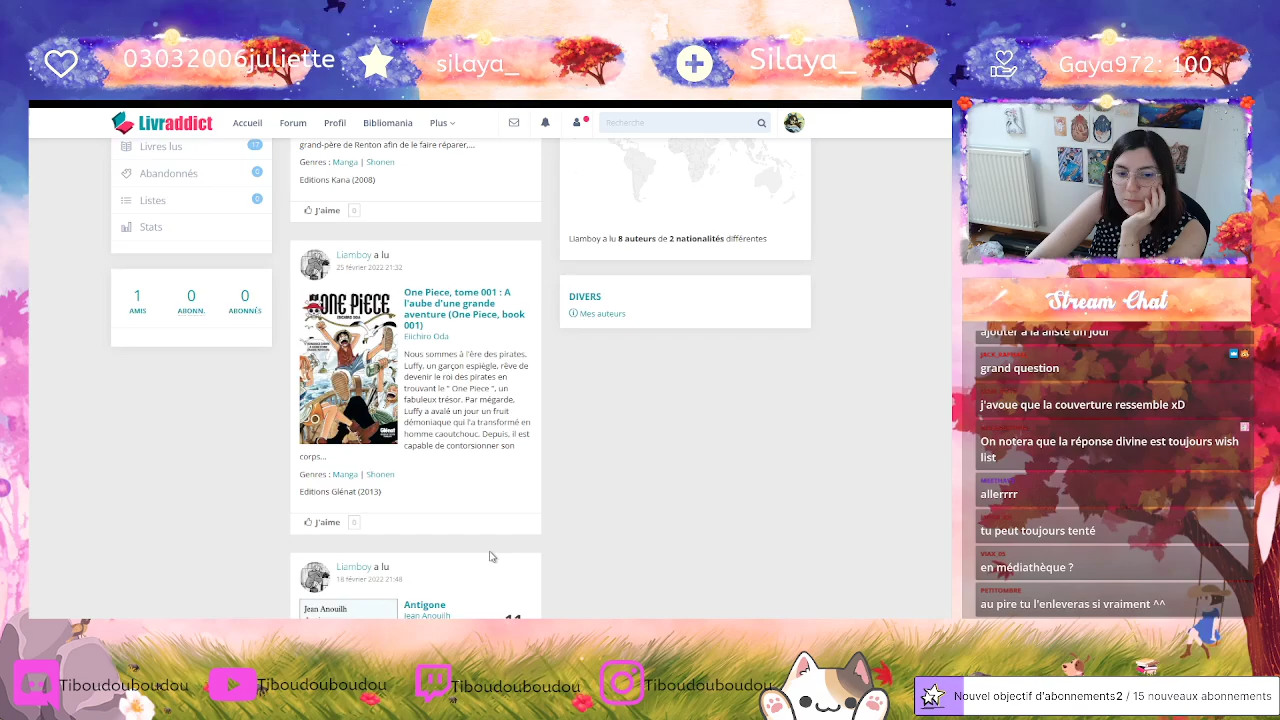 03032006juliette
silaya_
Silaya_
Gaya972: 100
Livraddict
Accueil
Forum
Profil
Bibliomania
Plus
Recherche
Livres lus
17
Abandonnés
0
Listes
0
Stats
1
0
0
AMIS
ABONN.
ABONNÉS
grand-père de Renton afin de le faire réparer....
Genres : Manga | Shonen
Editions Kana (2008)
J'aime
0
Liamboy a lu
25 février 2022 21:32
ONE PIECE
One Piece, tome 001 : A
l'aube d'une grande
aventure (One Piece, book
001)
Eiichiro Oda
Nous sommes à l'ère des pirates.
Luffy, un garçon espiègle, rêve de
devenir le roi des pirates en
trouvant le " One Piece ", un
fabuleux trésor. Par mégarde,
Luffy a avalé un jour un fruit
démoniaque qui l'a transformé en
homme caoutchouc. Depuis, il est
capable de contorsionner son
corps...
Genres : Manga | Shonen
Editions Glénat (2013)
J'aime
0
Liamboy a lu
18 février 2022 21:48
Jean Anouilh
Antigone
Jean Anouilh
Liamboy a lu 8 auteurs de 2 nationalités différentes
DIVERS
Mes auteurs
Stream Chat
ajouter a la liste un jour
grand question
j'avoue que la couverture ressemble xD
On notera que la réponse divine est toujours wish
list
allerrrr
tu peut toujours tenté
en médiathèque ?
PETITOMBRE
au pire tu l'enleveras si vraiment ^^
Tiboudouboudou
Tiboudouboudou
Tiboudouboudou
Tiboudouboudou
Nouvel objectif d'abonnements2 / 15 nouveaux abonnements